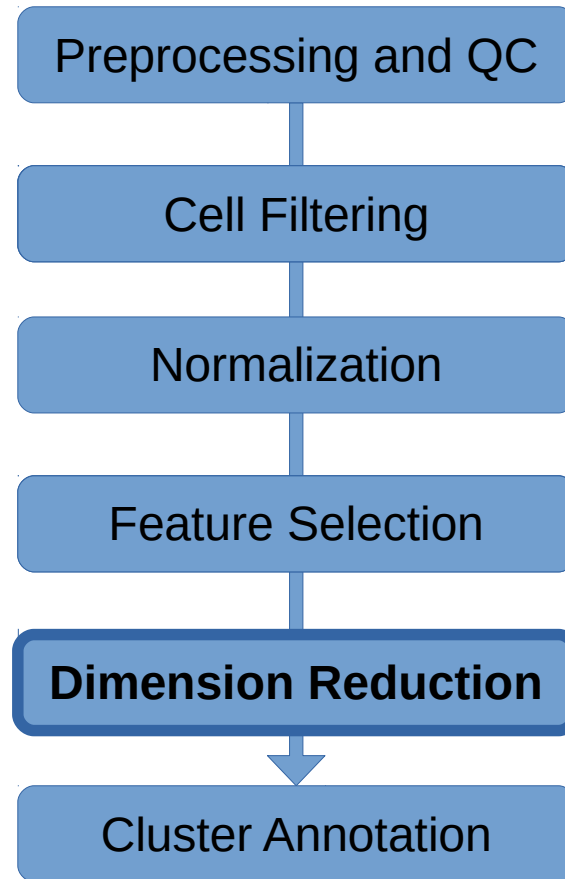 Preprocessing and QC
Cell Filtering
Normalization
Feature Selection
Dimension Reduction
Cluster Annotation